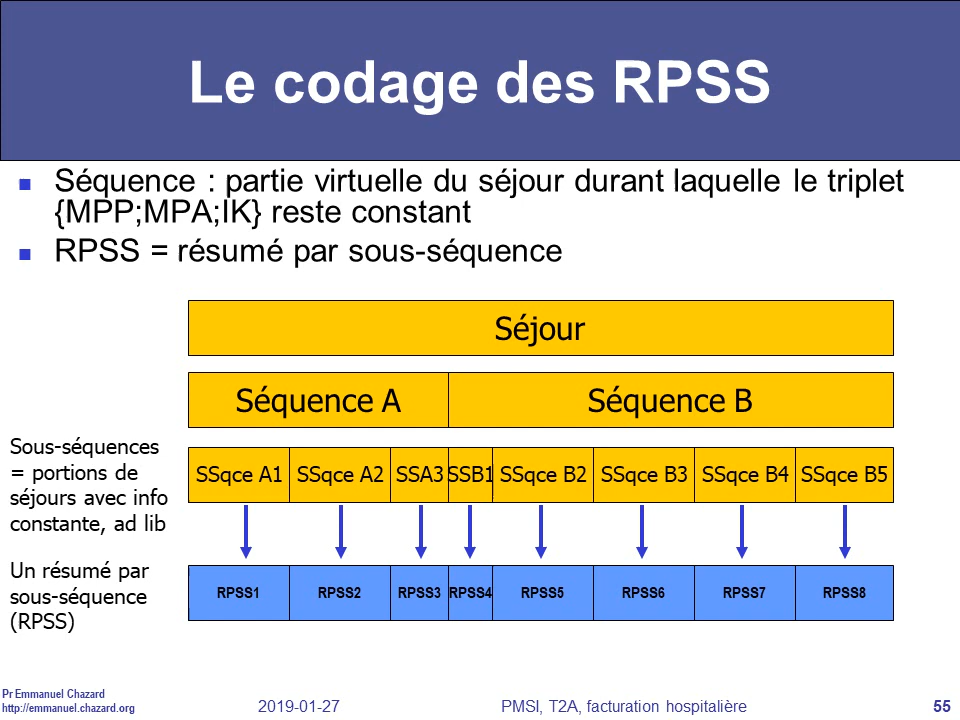 Le codage des RPSS
Séquence : partie virtuelle du séjour durant laquelle le triplet
{MPP;MPA;IK} reste constant
RPSS = résumé par sous-séquence
Séjour
Séquence A
Séquence B
Sous-séquences
= portions de
séjours avec info
constante, ad lib
SSqce A1
SSqce A2
SSA3
SSB1
SSqce B2
SSqce B3
SSqce B4
SSqce B5
Un résumé par
sous-séquence
(RPSS)
RPSS1
RPSS2
RPSS3
RPSS4
RPSS5
RPSS6
RPSS7
RPSS8
Pr Emmanuel Chazard
http://emmanuel.chazard.org
2019-01-27
PMSI, T2A, facturation hospitalière
55